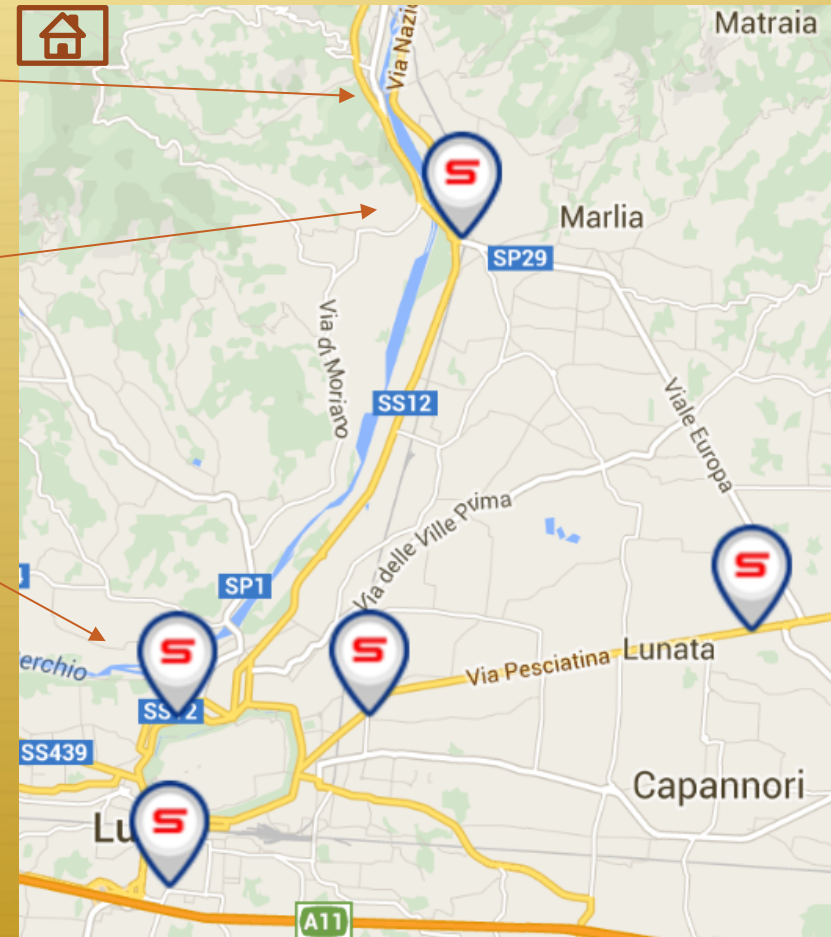 Matraia
Via Nazi
S
Marlia
SP29
Via di Moriano
SS12
Viale Europa
Via delle Ville Prima
S
SP1
S
S
erchio
Via Pesciatina
Lunata
SS12
SS439
Capannori
S
Lu
A11